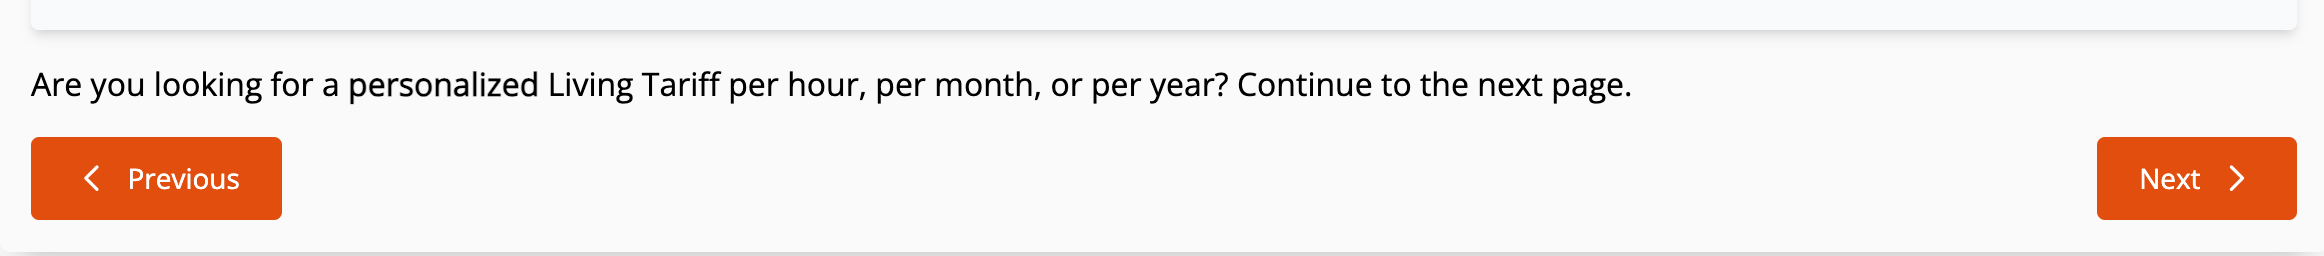 Are you looking for a personalized Living Tariff per hour, per month, or per year? Continue to the next page.
Previous
Next